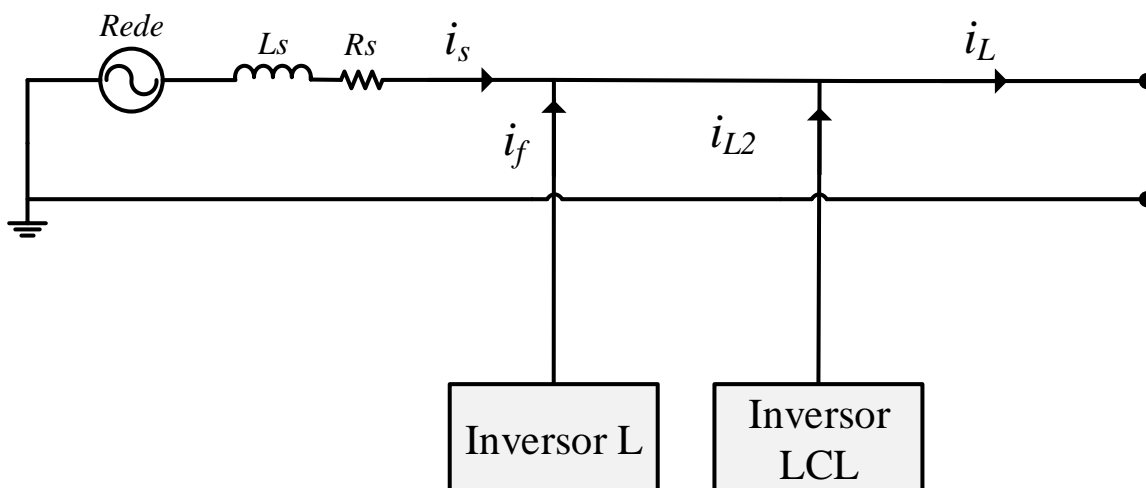 Rede
Ls
Rs
is
iL
if
iL2
Inversor L
Inversor
LCL